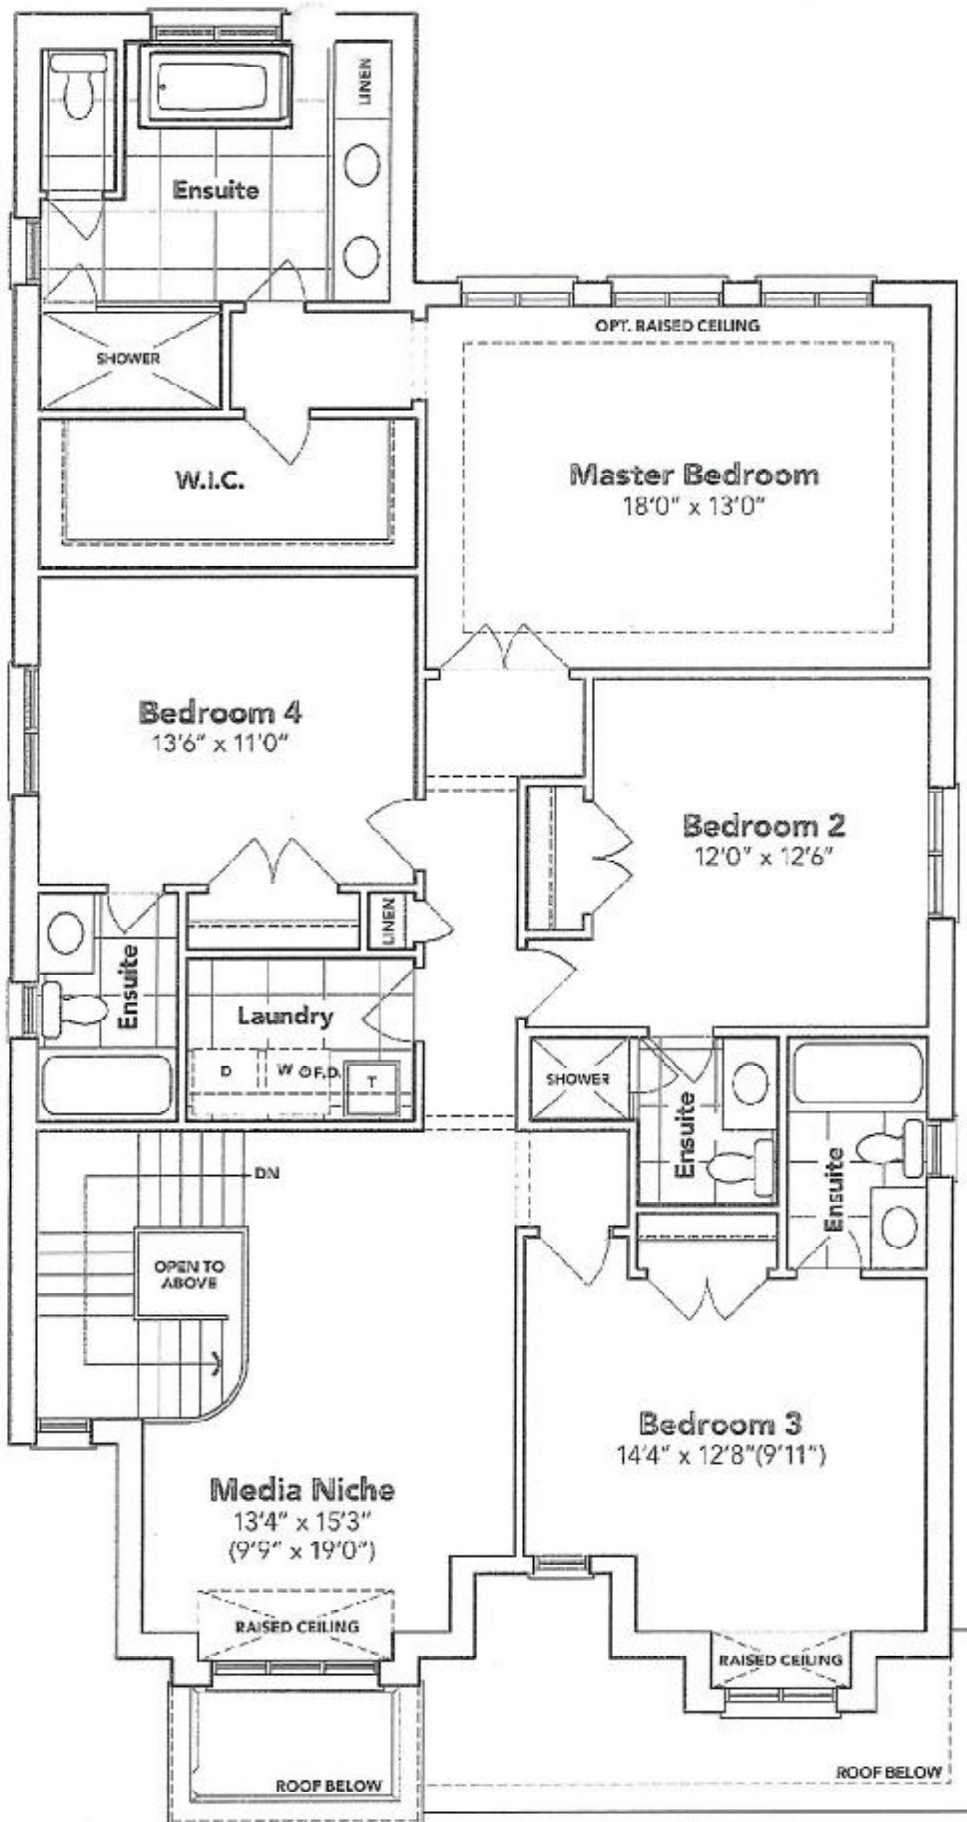 LINEN
Ensuite
OPT. RAISED CEILING
SHOWER
W.I.C.
Master Bedroom
18'0" x 13'0"
Bedroom 4
13'6" x 11'0"
Bedroom 2
12'0" x 12'6"
LINEN
Ensuite
Laundry
D
W
O F.D.
T
SHOWER
Ensuite
Ensuite
DN
OPEN TO
ABOVE
Bedroom 3
14'4" x 12'8"(9'11")
Media Niche
13'4" x 15'3"
(9'9" x 19'0")
RAISED CEILING
RAISED CEILING
ROOF BELOW
ROOF BELOW